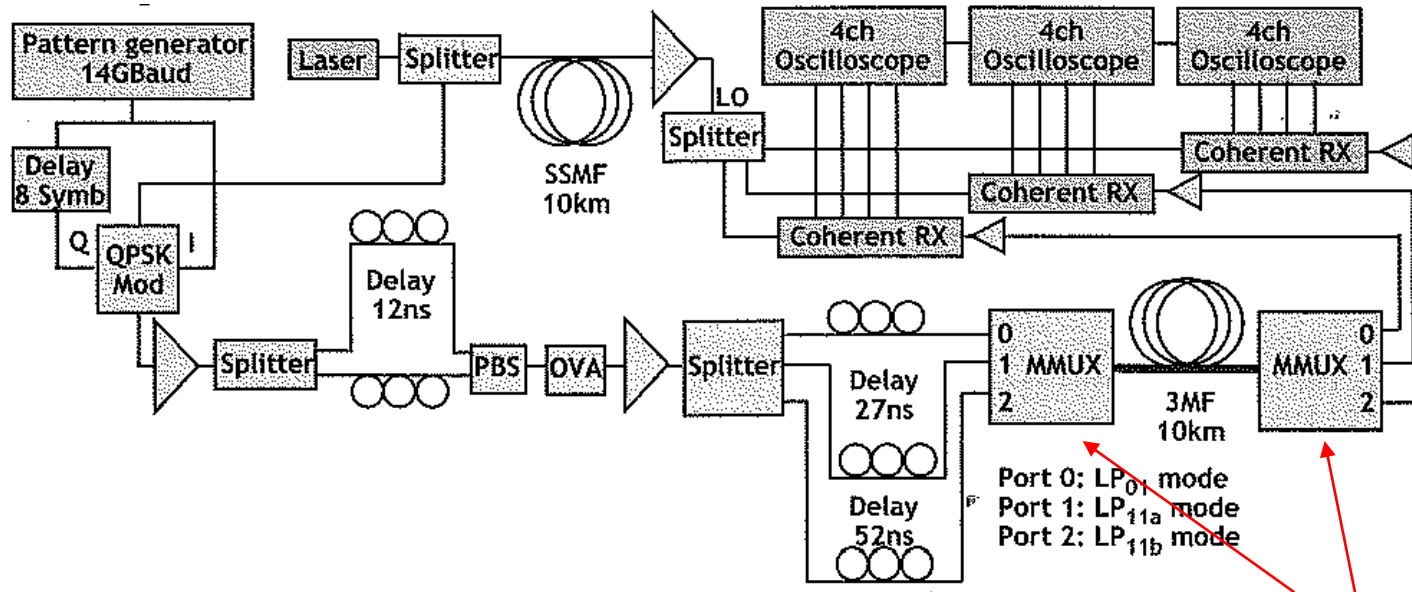 Pattern generator
14GBaud
Laser
Splitter
4ch
Oscilloscope
4ch
Oscilloscope
4ch
Oscilloscope
LO
Splitter
Delay
8 Symb
SSMF
10km
Coherent RX
Coherent RX
Coherent RX
Q
I
QPSK
Mod
Delay
12ns
Splitter
PBS
OVA
Splitter
Delay
27ns
0
1
2
MMUX
3MF
10km
MMUX
0
1
2
Delay
52ns
Port 0: LP01 mode
Port 1: LP11a mode
Port 2: LP11b mode